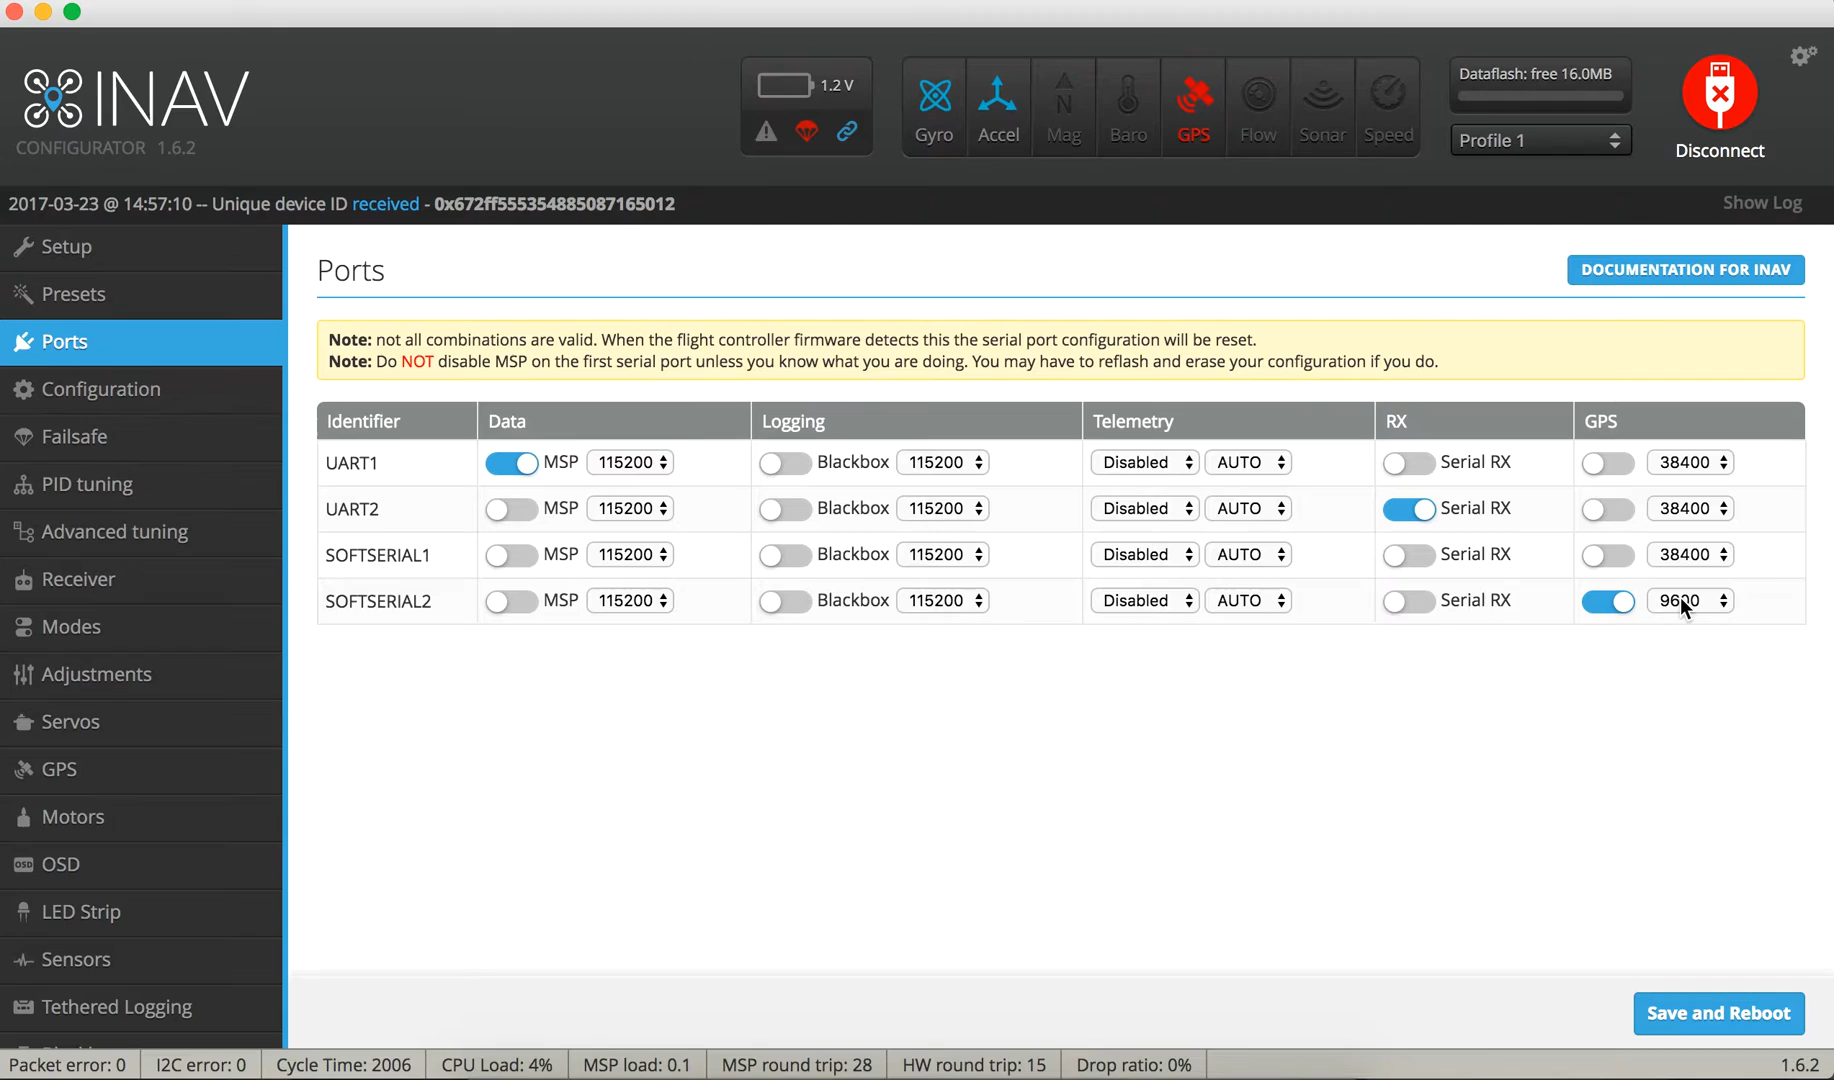 INAV
CONFIGURATOR 1.6.2
1.2 V
Gyro Accel Mag Baro GPS Flow Sonar Speed
Dataflash: free 16.0MB
Profile 1
Disconnect
2017-03-23 @ 14:57:10 -- Unique device ID received - 0x672ff555354885087165012
Show Log
Setup
Presets
Ports
Configuration
Failsafe
PID tuning
Advanced tuning
Receiver
Modes
Adjustments
Servos
GPS
Motors
OSD OSD
LED Strip
Sensors
Tethered Logging
Ports
DOCUMENTATION FOR INAV
Note: not all combinations are valid. When the flight controller firmware detects this the serial port configuration will be reset.
Note: Do NOT disable MSP on the first serial port unless you know what you are doing. You may have to reflash and erase your configuration if you do.
Identifier Data Logging Telemetry RX GPS
UART1 MSP 115200 Blackbox 115200 Disabled AUTO Serial RX 38400
UART2 MSP 115200 Blackbox 115200 Disabled AUTO Serial RX 38400
SOFTSERIAL1 MSP 115200 Blackbox 115200 Disabled AUTO Serial RX 38400
SOFTSERIAL2 MSP 115200 Blackbox 115200 Disabled AUTO Serial RX 9600
Save and Reboot
Packet error: 0 I2C error: 0 Cycle Time: 2006 CPU Load: 4% MSP load: 0.1 MSP round trip: 28 HW round trip: 15 Drop ratio: 0% 1.6.2